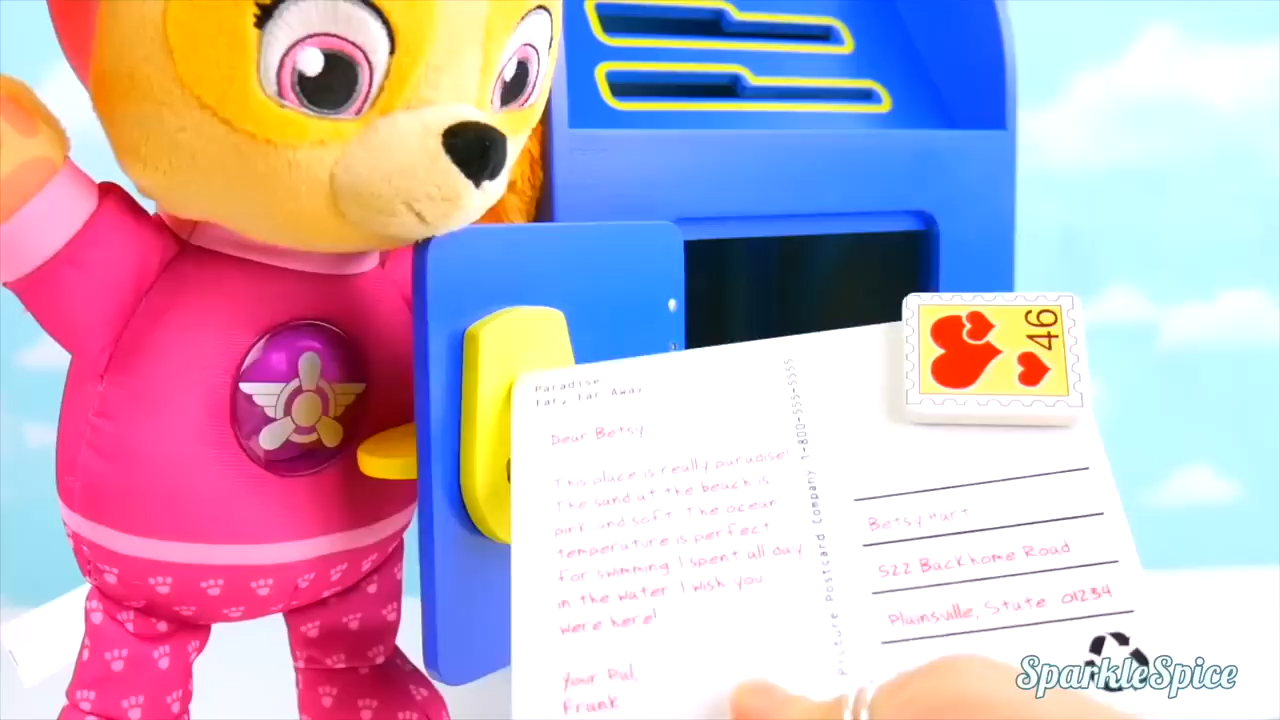 Paradise
Far, Far Away
Dear Betsy,
This place is really paradise!
The sand at the beach is
pink and soft. The ocean
temperature is perfect
for swimming. I spent all day
in the water. I wish you
were here!
Your Pal,
Frank
Picture Postcard Company 1-800-555-5555
46
Betsy Hart
522 Backhome Road
Plainsville, State 01234
SparkleSpice